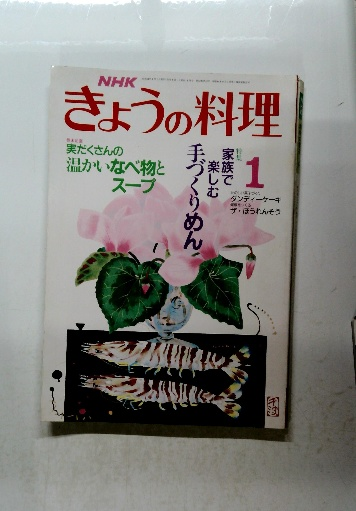 NHK
きょうの料理
実だくさんの
温かいなべ物と
スープ
家族で
楽しむ
手づくりめん
1
ダンディーケーキ
ザ・ほうれんそう